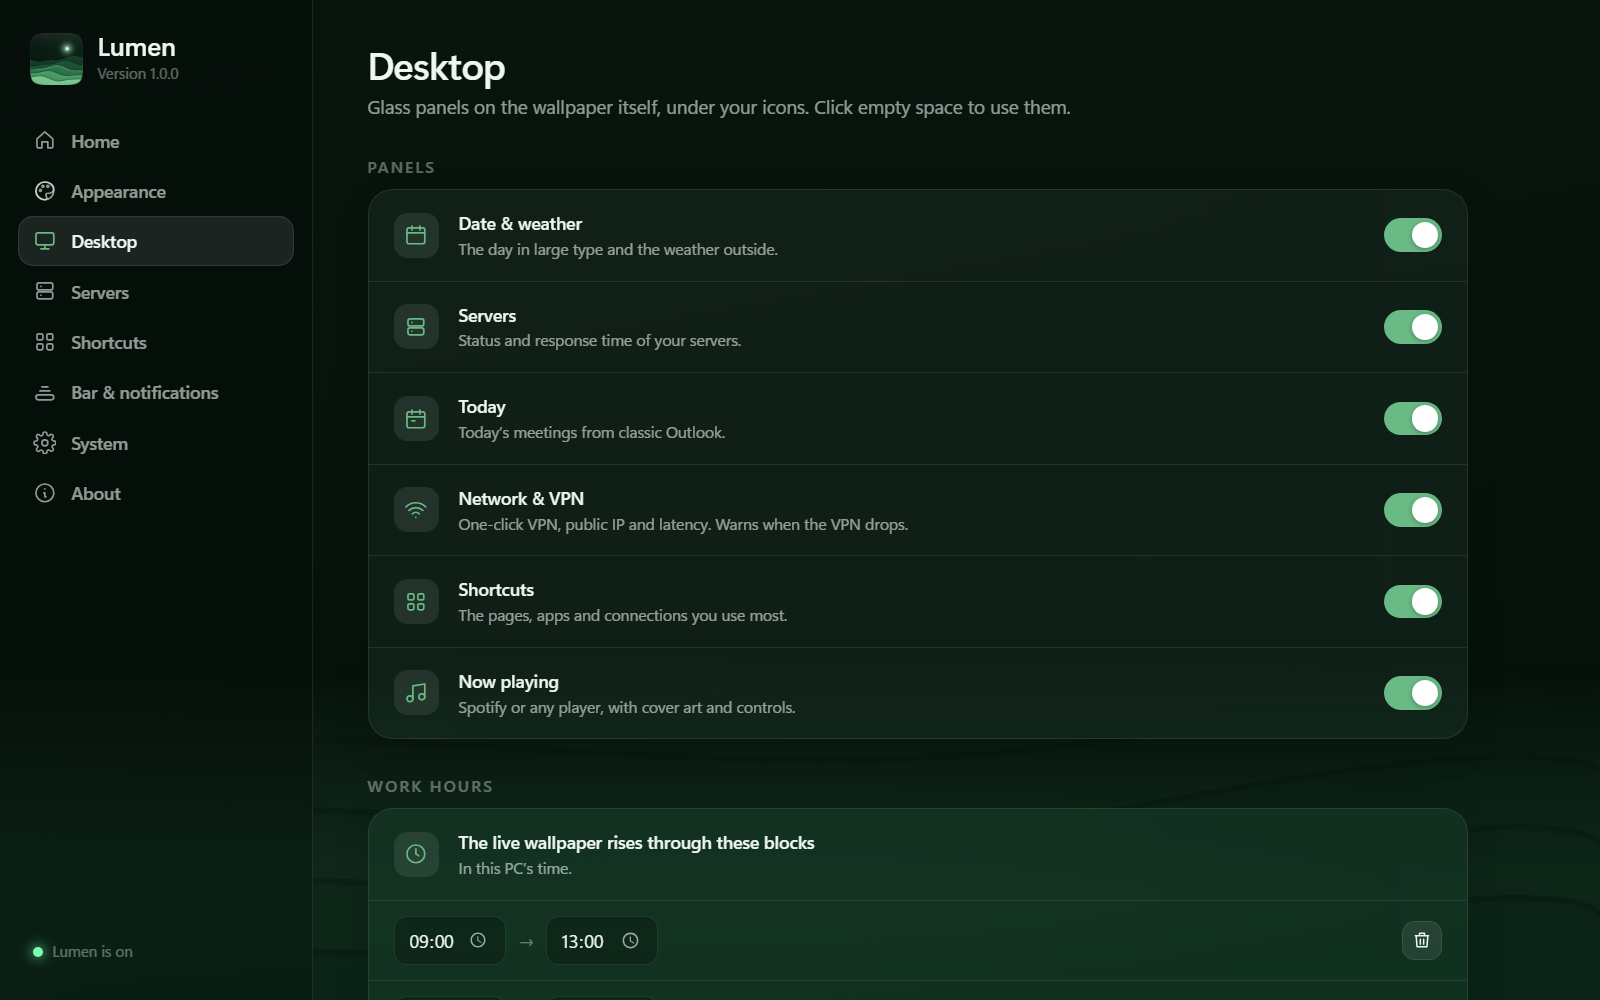 Lumen
Version 1.0.0
Home
Appearance
Desktop
Servers
Shortcuts
Bar & notifications
System
About
Lumen is on
Desktop
Glass panels on the wallpaper itself, under your icons. Click empty space to use them.
PANELS
Date & weather
The day in large type and the weather outside.
Servers
Status and response time of your servers.
Today
Today's meetings from classic Outlook.
Network & VPN
One-click VPN, public IP and latency. Warns when the VPN drops.
Shortcuts
The pages, apps and connections you use most.
Now playing
Spotify or any player, with cover art and controls.
WORK HOURS
The live wallpaper rises through these blocks
In this PC's time.
09:00 → 13:00